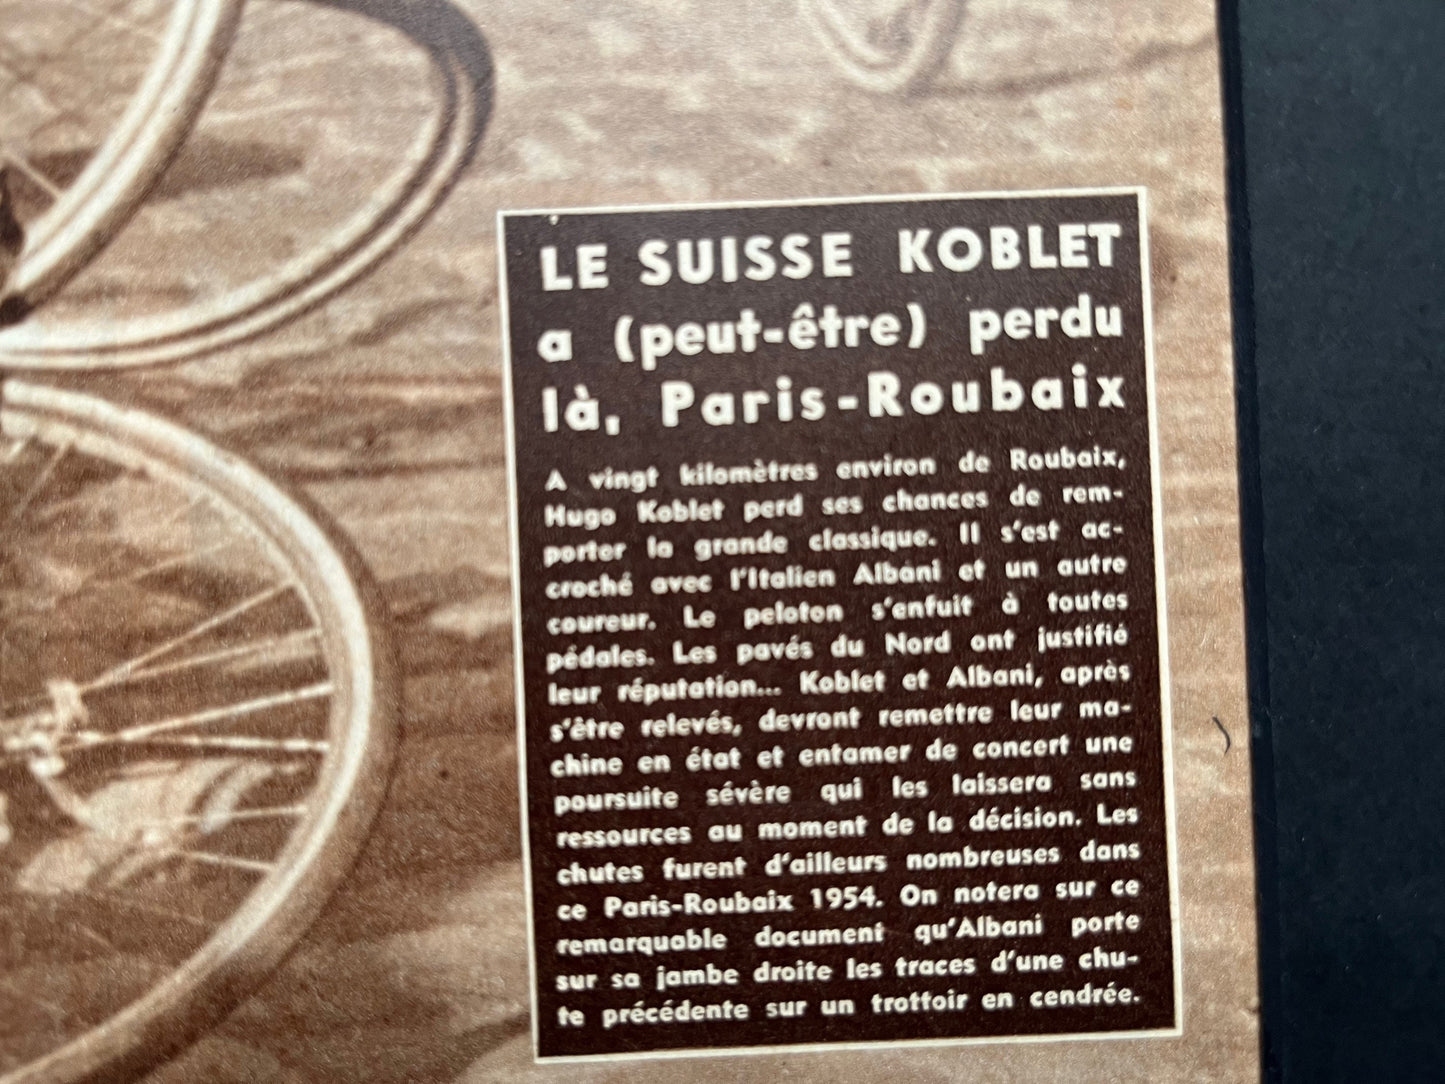 LE SUISSE KOBLET
a (peut-être) perdu
là, Paris-Roubaix
A vingt kilomètres environ de Roubaix,
Hugo Koblet perd ses chances de rem-
porter la grande classique. Il s'est ac-
croché avec l'Italien Albani et un autre
coureur. Le peloton s'enfuit à toutes
pédales. Les pavés du Nord ont justifié
leur réputation... Koblet et Albani, après
s'être relevés, devront remettre leur ma-
chine en état et entamer de concert une
poursuite sévère qui les laissera sans
ressources au moment de la décision. Les
chutes furent d'ailleurs nombreuses dans
ce Paris-Roubaix 1954. On notera sur ce
remarquable document qu'Albani porte
sur sa jambe droite les traces d'une chu-
te précédente sur un trottoir en cendrée.